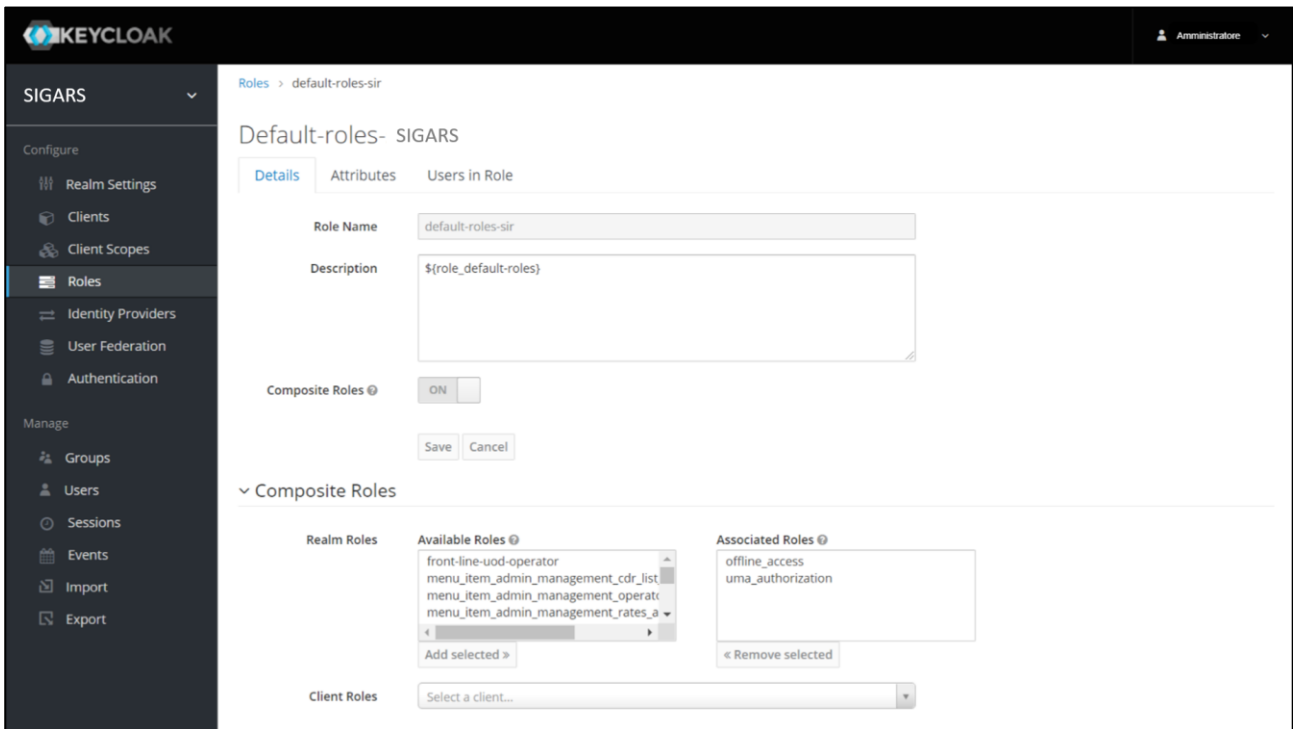 KEYCLOAK
Amministratore
SIGARS
Roles > default-roles-sir
Default-roles- SIGARS
Configure
Realm Settings
Clients
Client Scopes
Roles
Identity Providers
User Federation
Authentication
Manage
Groups
Users
Sessions
Events
Import
Export
Details Attributes Users in Role
Role Name default-roles-sir
Description ${role_default-roles}
Composite Roles ON
Save Cancel
Composite Roles
Realm Roles
Available Roles
front-line-uod-operator
menu_item_admin_management_cdr_list_
menu_item_admin_management_operato
menu_item_admin_management_rates_a
Add selected »
Associated Roles
offline_access
uma_authorization
« Remove selected
Client Roles Select a client...